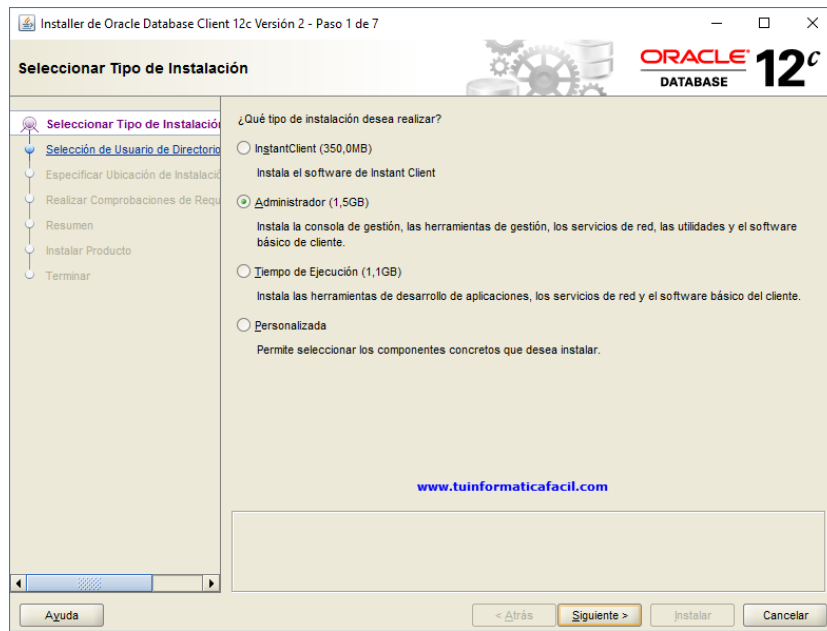 Installer de Oracle Database Client 12c Versión 2 - Paso 1 de 7
Seleccionar Tipo de Instalación
ORACLE®
DATABASE
12c
Seleccionar Tipo de Instalació
Selección de Usuario de Directorio
Especificar Ubicación de Instalació
Realizar Comprobaciones de Requ
Resumen
Instalar Producto
Terminar
¿Qué tipo de instalación desea realizar?
InstantClient (350,0MB)
Instala el software de Instant Client
Administrador (1,5GB)
Instala la consola de gestión, las herramientas de gestión, los servicios de red, las utilidades y el software
básico de cliente.
Tiempo de Ejecución (1,1GB)
Instala las herramientas de desarrollo de aplicaciones, los servicios de red y el software básico del cliente.
Personalizada
Permite seleccionar los componentes concretos que desea instalar.
www.tuinformaticafacil.com
Ayuda
< Atrás
Siguiente >
Instalar
Cancelar